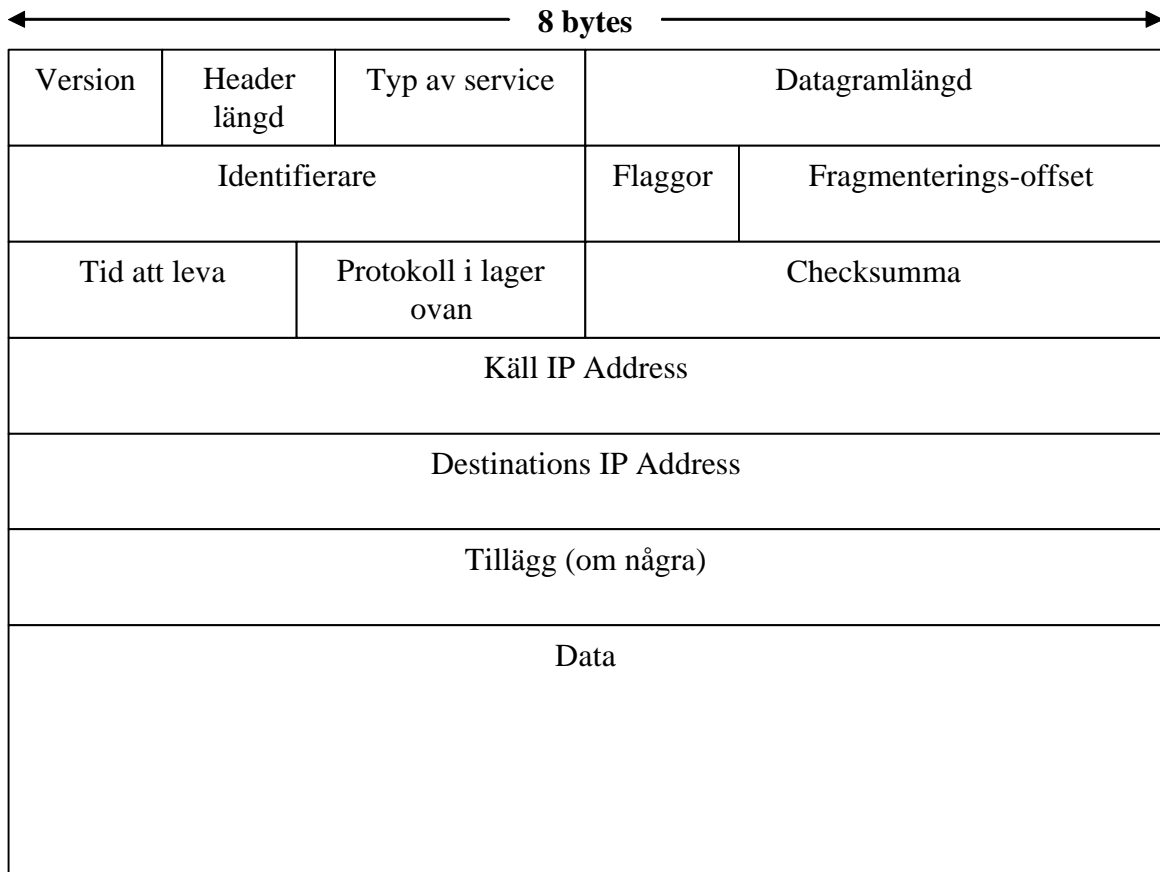 8 bytes
Version
Header
längd
Typ av service
Datagramlängd
Identifierare
Flaggor
Fragmenterings-offset
Tid att leva
Protokoll i lager
ovan
Checksumma
Käll IP Address
Destinations IP Address
Tillägg (om några)
Data